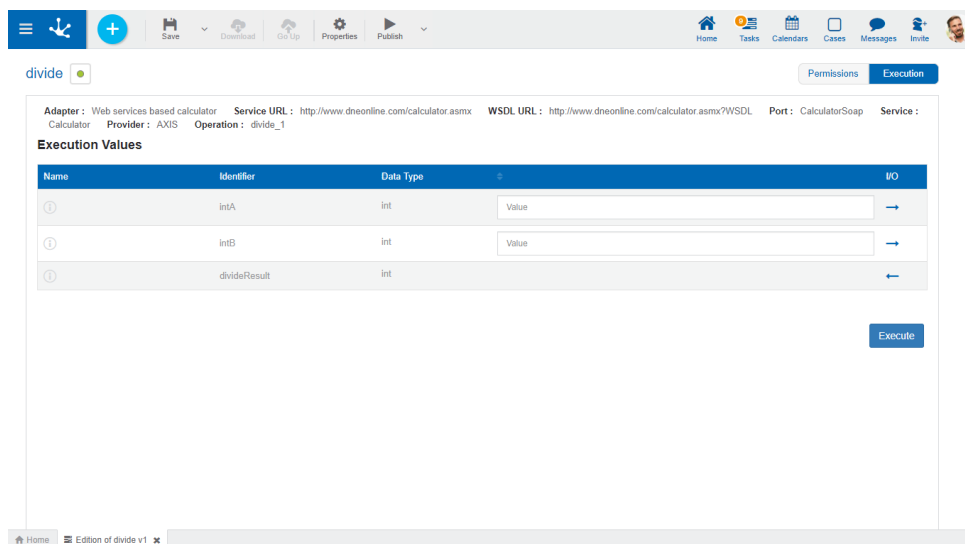 Save
Download
Go Up
Properties
Publish
Home
9
Tasks
Calendars
Cases
Messages
Invite
divide
Permissions
Execution
Adapter : Web services based calculator Service URL : http://www.dneonline.com/calculator.asmx WSDL URL : http://www.dneonline.com/calculator.asmx?WSDL Port : CalculatorSoap Service :
Calculator Provider : AXIS Operation : divide_1
Execution Values
Name Identifier Data Type I/O
intA int Value
intB int Value
divideResult int
Execute
Home Edition of divide v1